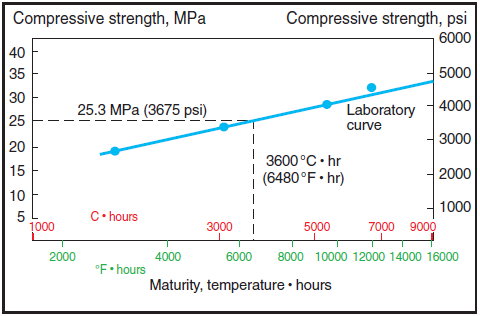 Compressive strength, MPa
Compressive strength, psi
6000
40
35
5000
30
25.3 MPa (3675 psi)
Laboratory
curve
4000
25
3000
20
3600°C • hr
(6480°F • hr)
15
2000
10
1000
5
C • hours
1000 3000 5000 7000 9000
2000 4000 6000 8000 10000 12000 14000 16000
°F • hours
Maturity, temperature • hours